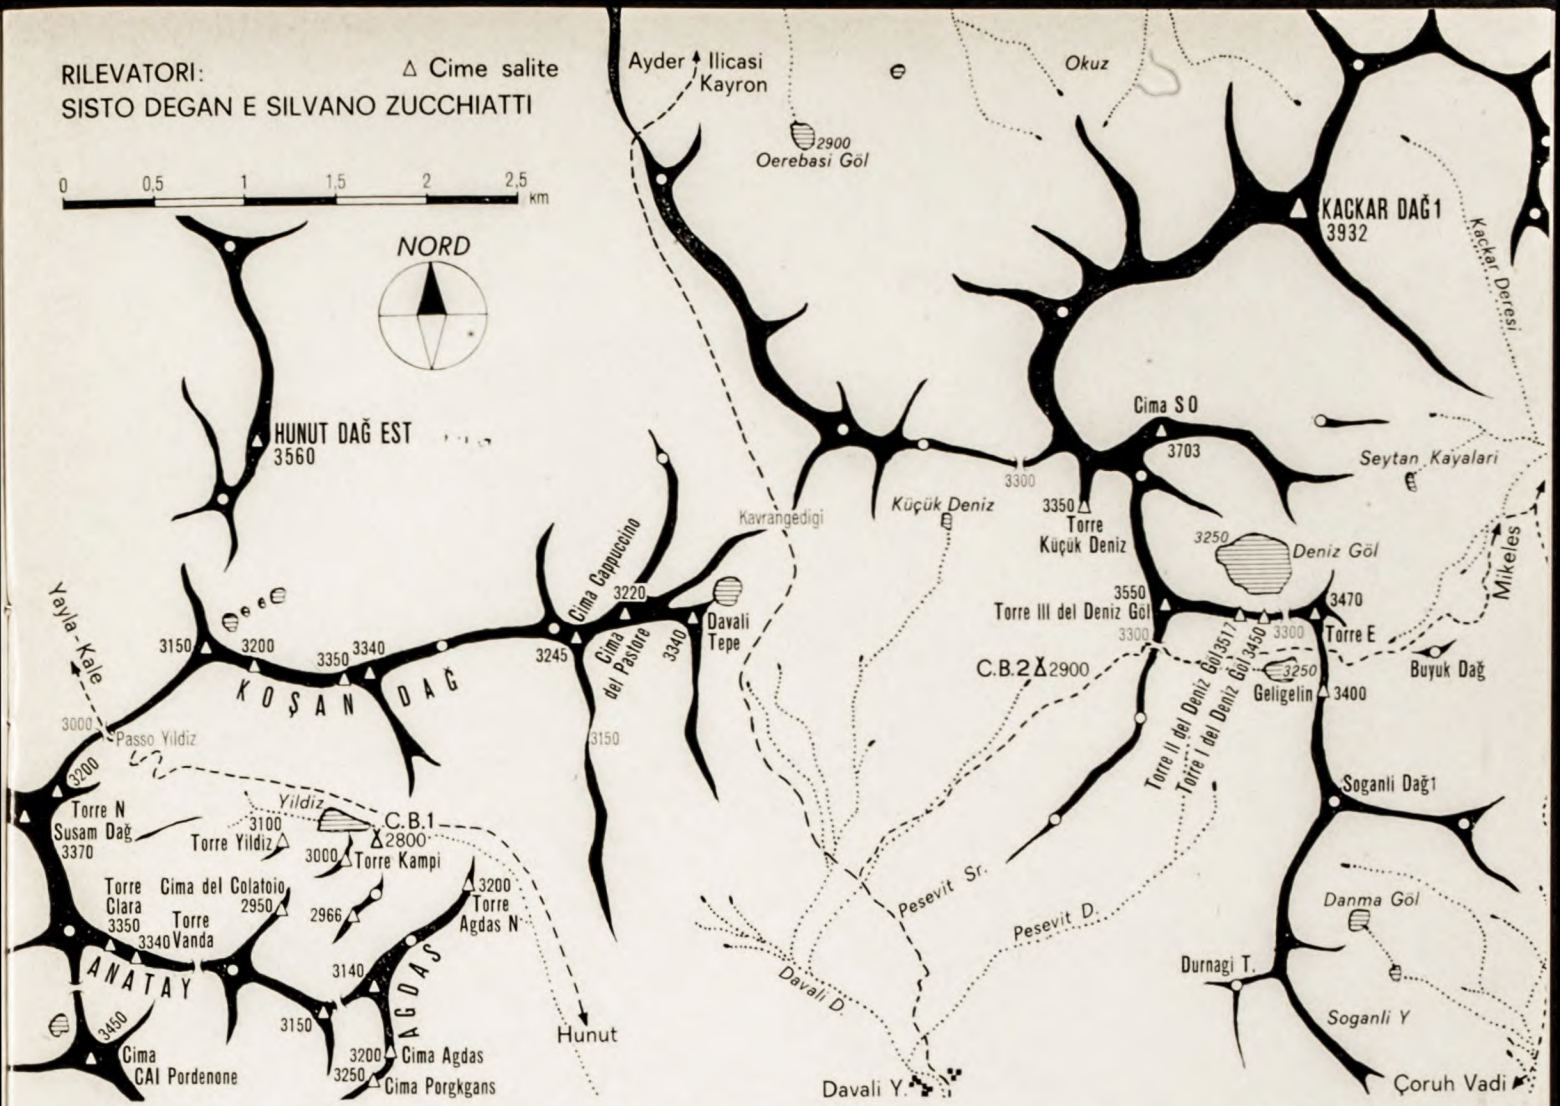 RILEVATORI:
SISTO DEGAN E SILVANO ZUCCHIATTI
△ Cime salite
0 0,5 1 1,5 2 2,5 km
NORD
Ayder Ilicasi
Kayron
2900
Oerebasi Göl
Okuz
KACKAR DAĞ1
3932
Kackar Deresi
HUNUT DAĞ EST
3560
Cima SO
3703
Seytan Kayalari
3300
3350
Torre
Küçük Deniz
Küçük Deniz
Kavrangedigi
3250
Deniz Göl
Mikeles
Yayla-Kale
3150
3200
3350
3340
KOŞAN DAĞ
Cima Cappuccino
3245
3220
Cima
del Pastore
3340
Davali
Tepe
3150
3550
Torre III del Deniz Göl
3300
3470
Torre E
3300
Torre II del Deniz Göl 3517
Torre I del Deniz Göl 3450
3250
Geligelin
3400
Buyuk Dağ
C.B.2 2900
3000
Passo Yildiz
3200
Torre N
Susam Dağ
3370
Yildiz
3100
Torre Yildiz
C.B.1
2800
3000
Torre Kampi
Soganli Dağ1
Torre
Clara
3350
Cima del Colatoio
2950
Torre
Vanda
3340
2966
3200
Torre
Agdas N
ANATAY
3140
AGDAS
3150
3450
Cima
CAI Pordenone
3200 Cima Agdas
3250 Cima Porgkgans
Hunut
Pesevit Sr.
Pesevit D.
Davali D.
Davali Y.
Danma Göl
Durnagi T.
Soganli Y
Çoruh Vadi